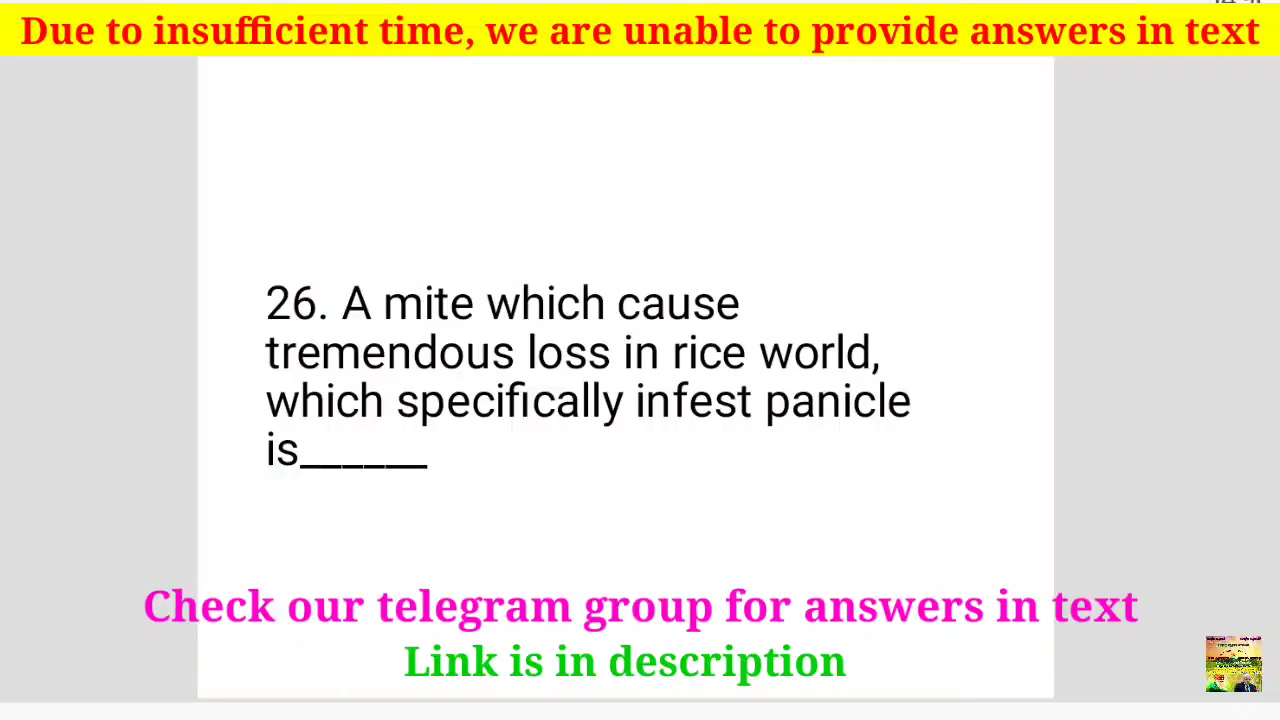 Due to insufficient time, we are unable to provide answers in text
26. A mite which cause
tremendous loss in rice world,
which specifically infest panicle
is______
Check our telegram group for answers in text
Link is in description